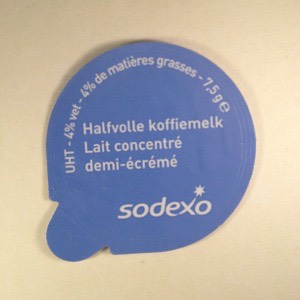 UHT - 4% vet - 4% de matières grasses - 7,5 g ℮
Halfvolle koffiemelk
Lait concentré
demi-écrémé
sodexo